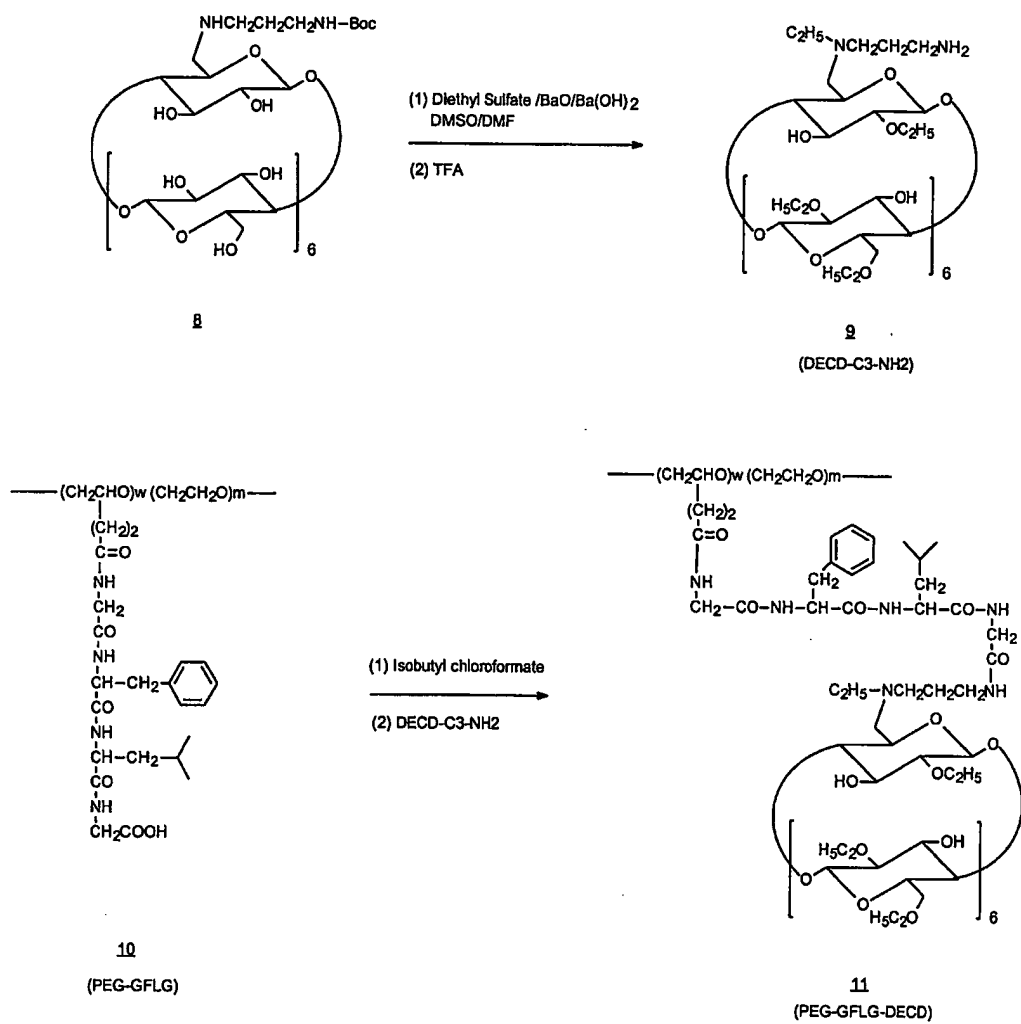 NHCH₂CH₂CH₂NH–Boc
O
O
HO
OH
(1) Diethyl Sulfate /BaO/Ba(OH)₂
DMSO/DMF
(2) TFA
HO
OH
O
O
HO
6
8
C₂H₅
NCH₂CH₂CH₂NH2
O
O
HO
OC₂H₅
H₅C₂O
OH
O
O
H₅C₂O
6
9
(DECD-C3-NH2)
(CH₂CHO)w (CH₂CH₂O)m
(CH₂)₂
C=O
NH
CH₂
CO
NH
CH—CH₂
CO
NH
CH—CH₂
CO
NH
CH₂COOH
10
(PEG-GFLG)
(1) Isobutyl chloroformate
(2) DECD-C3-NH2
(CH₂CHO)w (CH₂CH₂O)m
(CH₂)₂
C=O
NH
CH₂
CH₂
CH₂–CO–NH–CH–CO–NH–CH–CO–NH
CH₂
CO
C₂H₅–NCH₂CH₂CH₂NH
O
O
HO
OC₂H₅
H₅C₂O
OH
O
O
H₅C₂O
6
11
(PEG-GFLG-DECD)